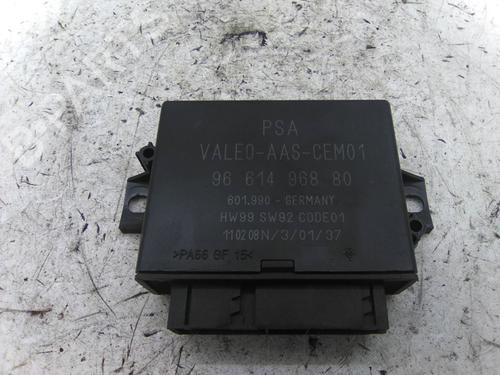 PSA
VALEO-AAS-CEM01
96 614 968 80
601.990 - GERMANY
HW99 SW92 CODE01
110208N/3/01/37
>PA66 GF 15<